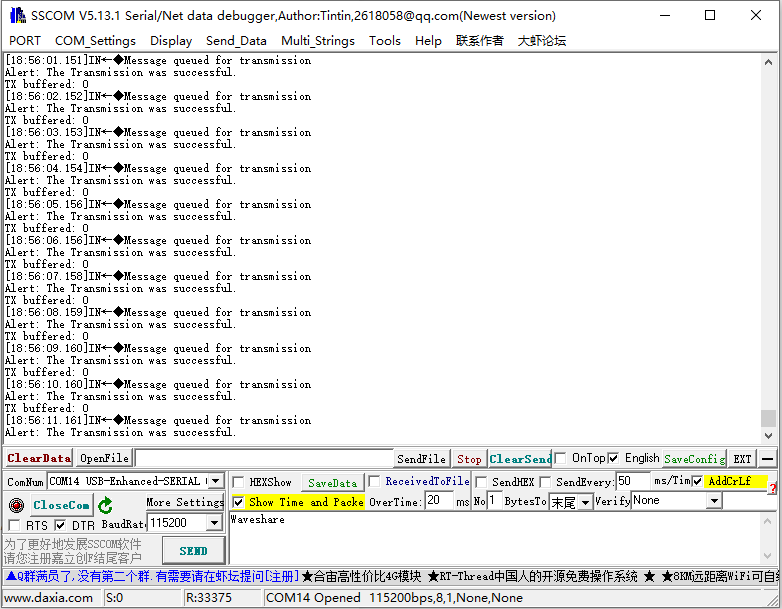 SSCOM V5.13.1 Serial/Net data debugger,Author:Tintin,2618058@qq.com(Newest version)
PORT COM_Settings Display Send_Data Multi_Strings Tools Help 联系作者 大虾论坛
[18:56:01.151]IN←◆Message queued for transmission
Alert: The Transmission was successful.
TX buffered: 0
[18:56:02.152]IN←◆Message queued for transmission
Alert: The Transmission was successful.
TX buffered: 0
[18:56:03.153]IN←◆Message queued for transmission
Alert: The Transmission was successful.
TX buffered: 0
[18:56:04.154]IN←◆Message queued for transmission
Alert: The Transmission was successful.
TX buffered: 0
[18:56:05.156]IN←◆Message queued for transmission
Alert: The Transmission was successful.
TX buffered: 0
[18:56:06.156]IN←◆Message queued for transmission
Alert: The Transmission was successful.
TX buffered: 0
[18:56:07.158]IN←◆Message queued for transmission
Alert: The Transmission was successful.
TX buffered: 0
[18:56:08.159]IN←◆Message queued for transmission
Alert: The Transmission was successful.
TX buffered: 0
[18:56:09.160]IN←◆Message queued for transmission
Alert: The Transmission was successful.
TX buffered: 0
[18:56:10.160]IN←◆Message queued for transmission
Alert: The Transmission was successful.
TX buffered: 0
[18:56:11.161]IN←◆Message queued for transmission
Alert: The Transmission was successful.
ClearData OpenFile SendFile Stop ClearSend OnTop English SaveConfig EXT
ComNum COM14 USB-Enhanced-SERIAL HEXShow SaveData ReceivedToFile SendHEX SendEvery: 50 ms/Tim AddCrLf
CloseCom More Settings Show Time and Packe OverTime: 20 ms No 1 BytesTo 末尾 Verify None
RTS DTR BaudRat 115200 Waveshare
为了更好地发展SSCOM软件
请您注册嘉立创F结尾客户 SEND
▲Q群满员了,没有第二个群.有需要请在虾坛提问[注册] ★合宙高性价比4G模块 ★RT-Thread中国人的开源免费操作系统 ★ ★8KM远距离WiFi可自
www.daxia.com S:0 R:33375 COM14 Opened 115200bps,8,1,None,None